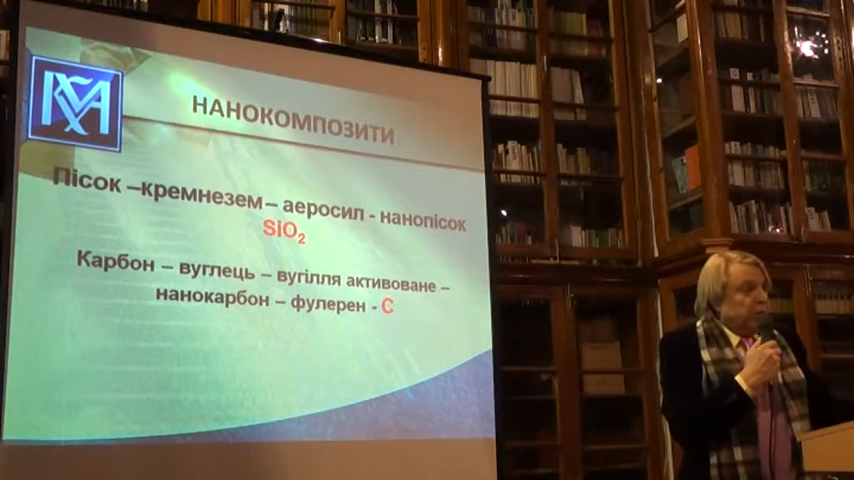 НАНОКОМПОЗИТИ
Пісок –кремнезем– аеросил - нанопісок
SiO2
Карбон – вуглець – вугілля активоване –
нанокарбон – фулерен - С